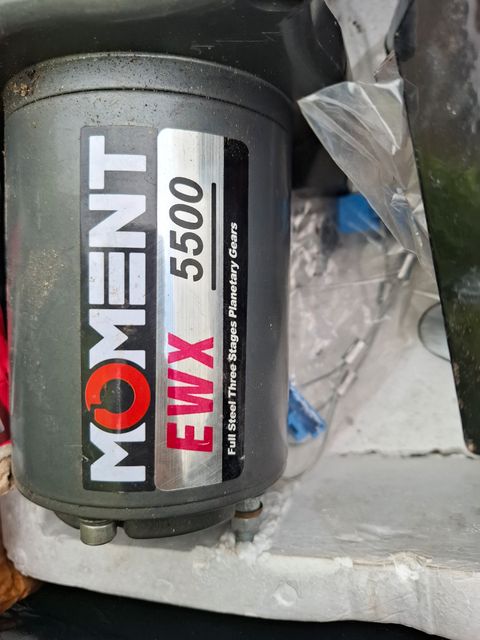 MOMENT
EWX 5500
Full Steel Three Stages Planetary Gears